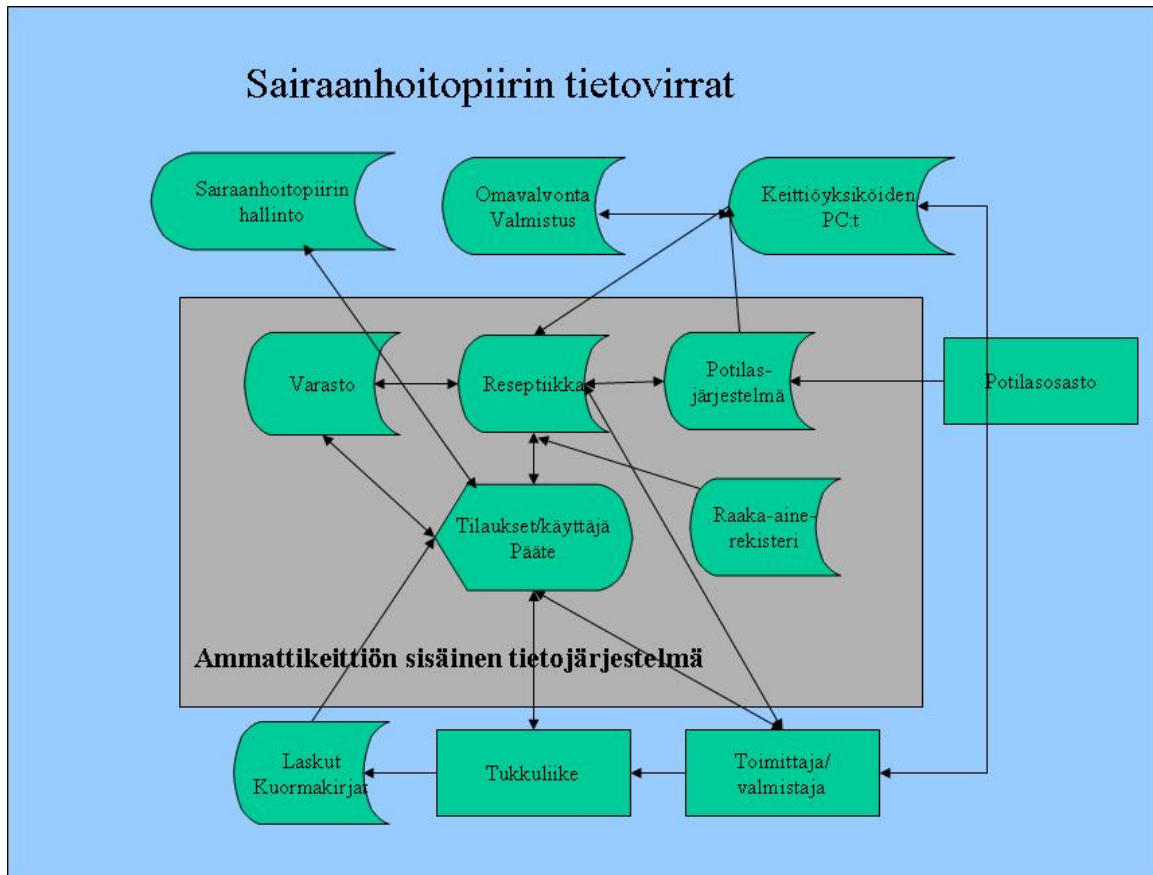 Sairaanhoitopiirin tietovirrat
Sairaanhoitopiirin
hallinto
Omavalvonta
Valmistus
Keittiöyksiköiden
PC:t
Varasto
Reseptiikka
Potilas-
järjestelmä
Potilasosasto
Tilaukset/käyttäjä
Pääte
Raaka-aine-
rekisteri
Ammattikeittiön sisäinen tietojärjestelmä
Laskut
Kuormakirjat
Tukkuliike
Toimittaja/
valmistaja